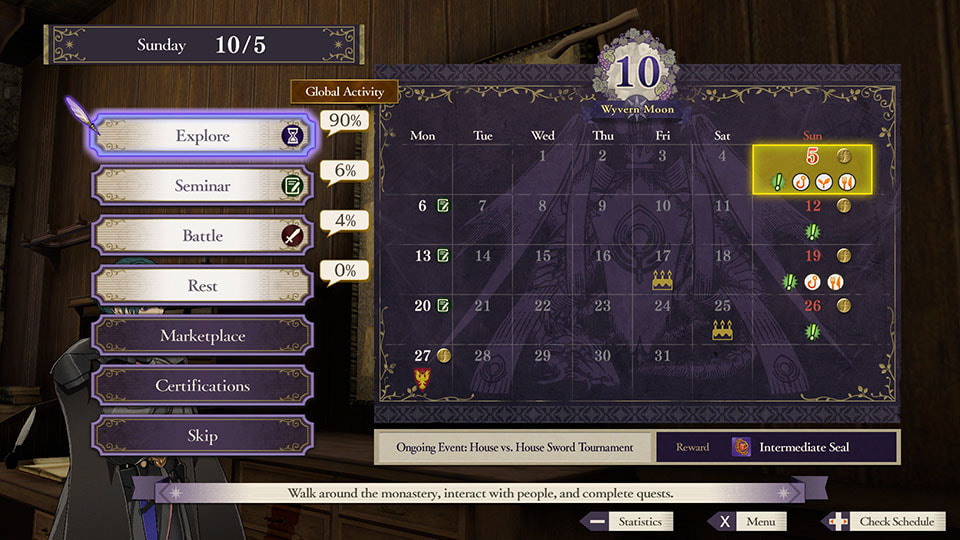 Sunday 10/5
Global Activity
Explore 90%
Seminar 6%
Battle 4%
Rest 0%
Marketplace
Certifications
Skip
10
Wyvern Moon
Mon Tue Wed Thu Fri Sat Sun
1 2 3 4 5
6 7 8 9 10 11 12
13 14 15 16 17 18 19
20 21 22 23 24 25 26
27 28 29 30 31
Ongoing Event: House vs. House Sword Tournament Reward Intermediate Seal
Walk around the monastery, interact with people, and complete quests.
Statistics X Menu Check Schedule